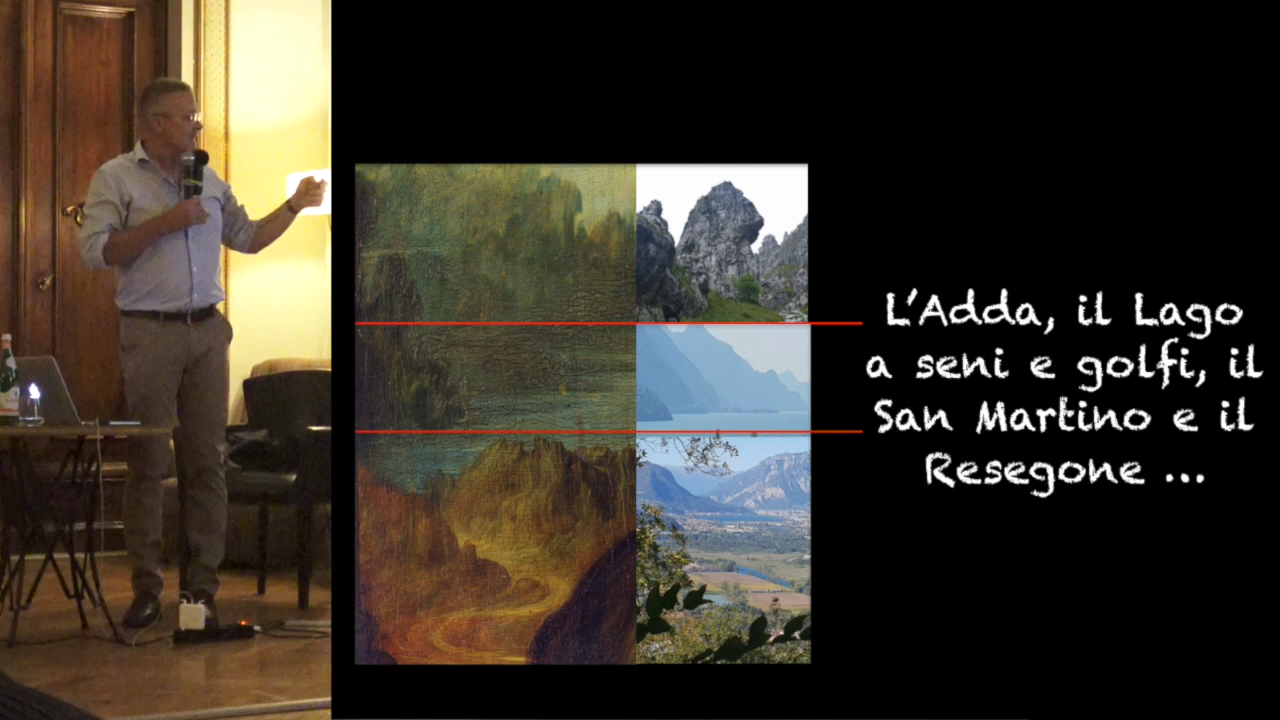 L'Adda, il Lago
a seni e golfi, il
San Martino e il
Resegone ...